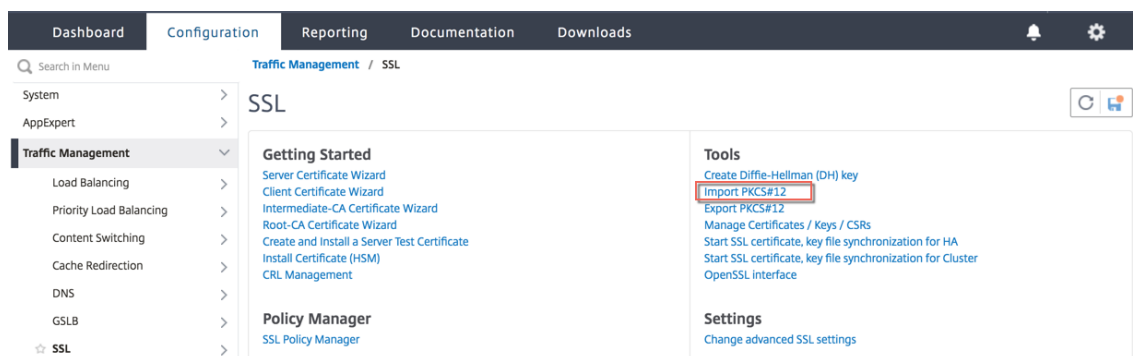 Dashboard Configuration Reporting Documentation Downloads
Search in Menu
Traffic Management / SSL
System
AppExpert
Traffic Management
Load Balancing
Priority Load Balancing
Content Switching
Cache Redirection
DNS
GSLB
SSL
SSL
Getting Started
Server Certificate Wizard
Client Certificate Wizard
Intermediate-CA Certificate Wizard
Root-CA Certificate Wizard
Create and Install a Server Test Certificate
Install Certificate (HSM)
CRL Management
Policy Manager
SSL Policy Manager
Tools
Create Diffie-Hellman (DH) key
Import PKCS#12
Export PKCS#12
Manage Certificates / Keys / CSRs
Start SSL certificate, key file synchronization for HA
Start SSL certificate, key file synchronization for Cluster
OpenSSL interface
Settings
Change advanced SSL settings